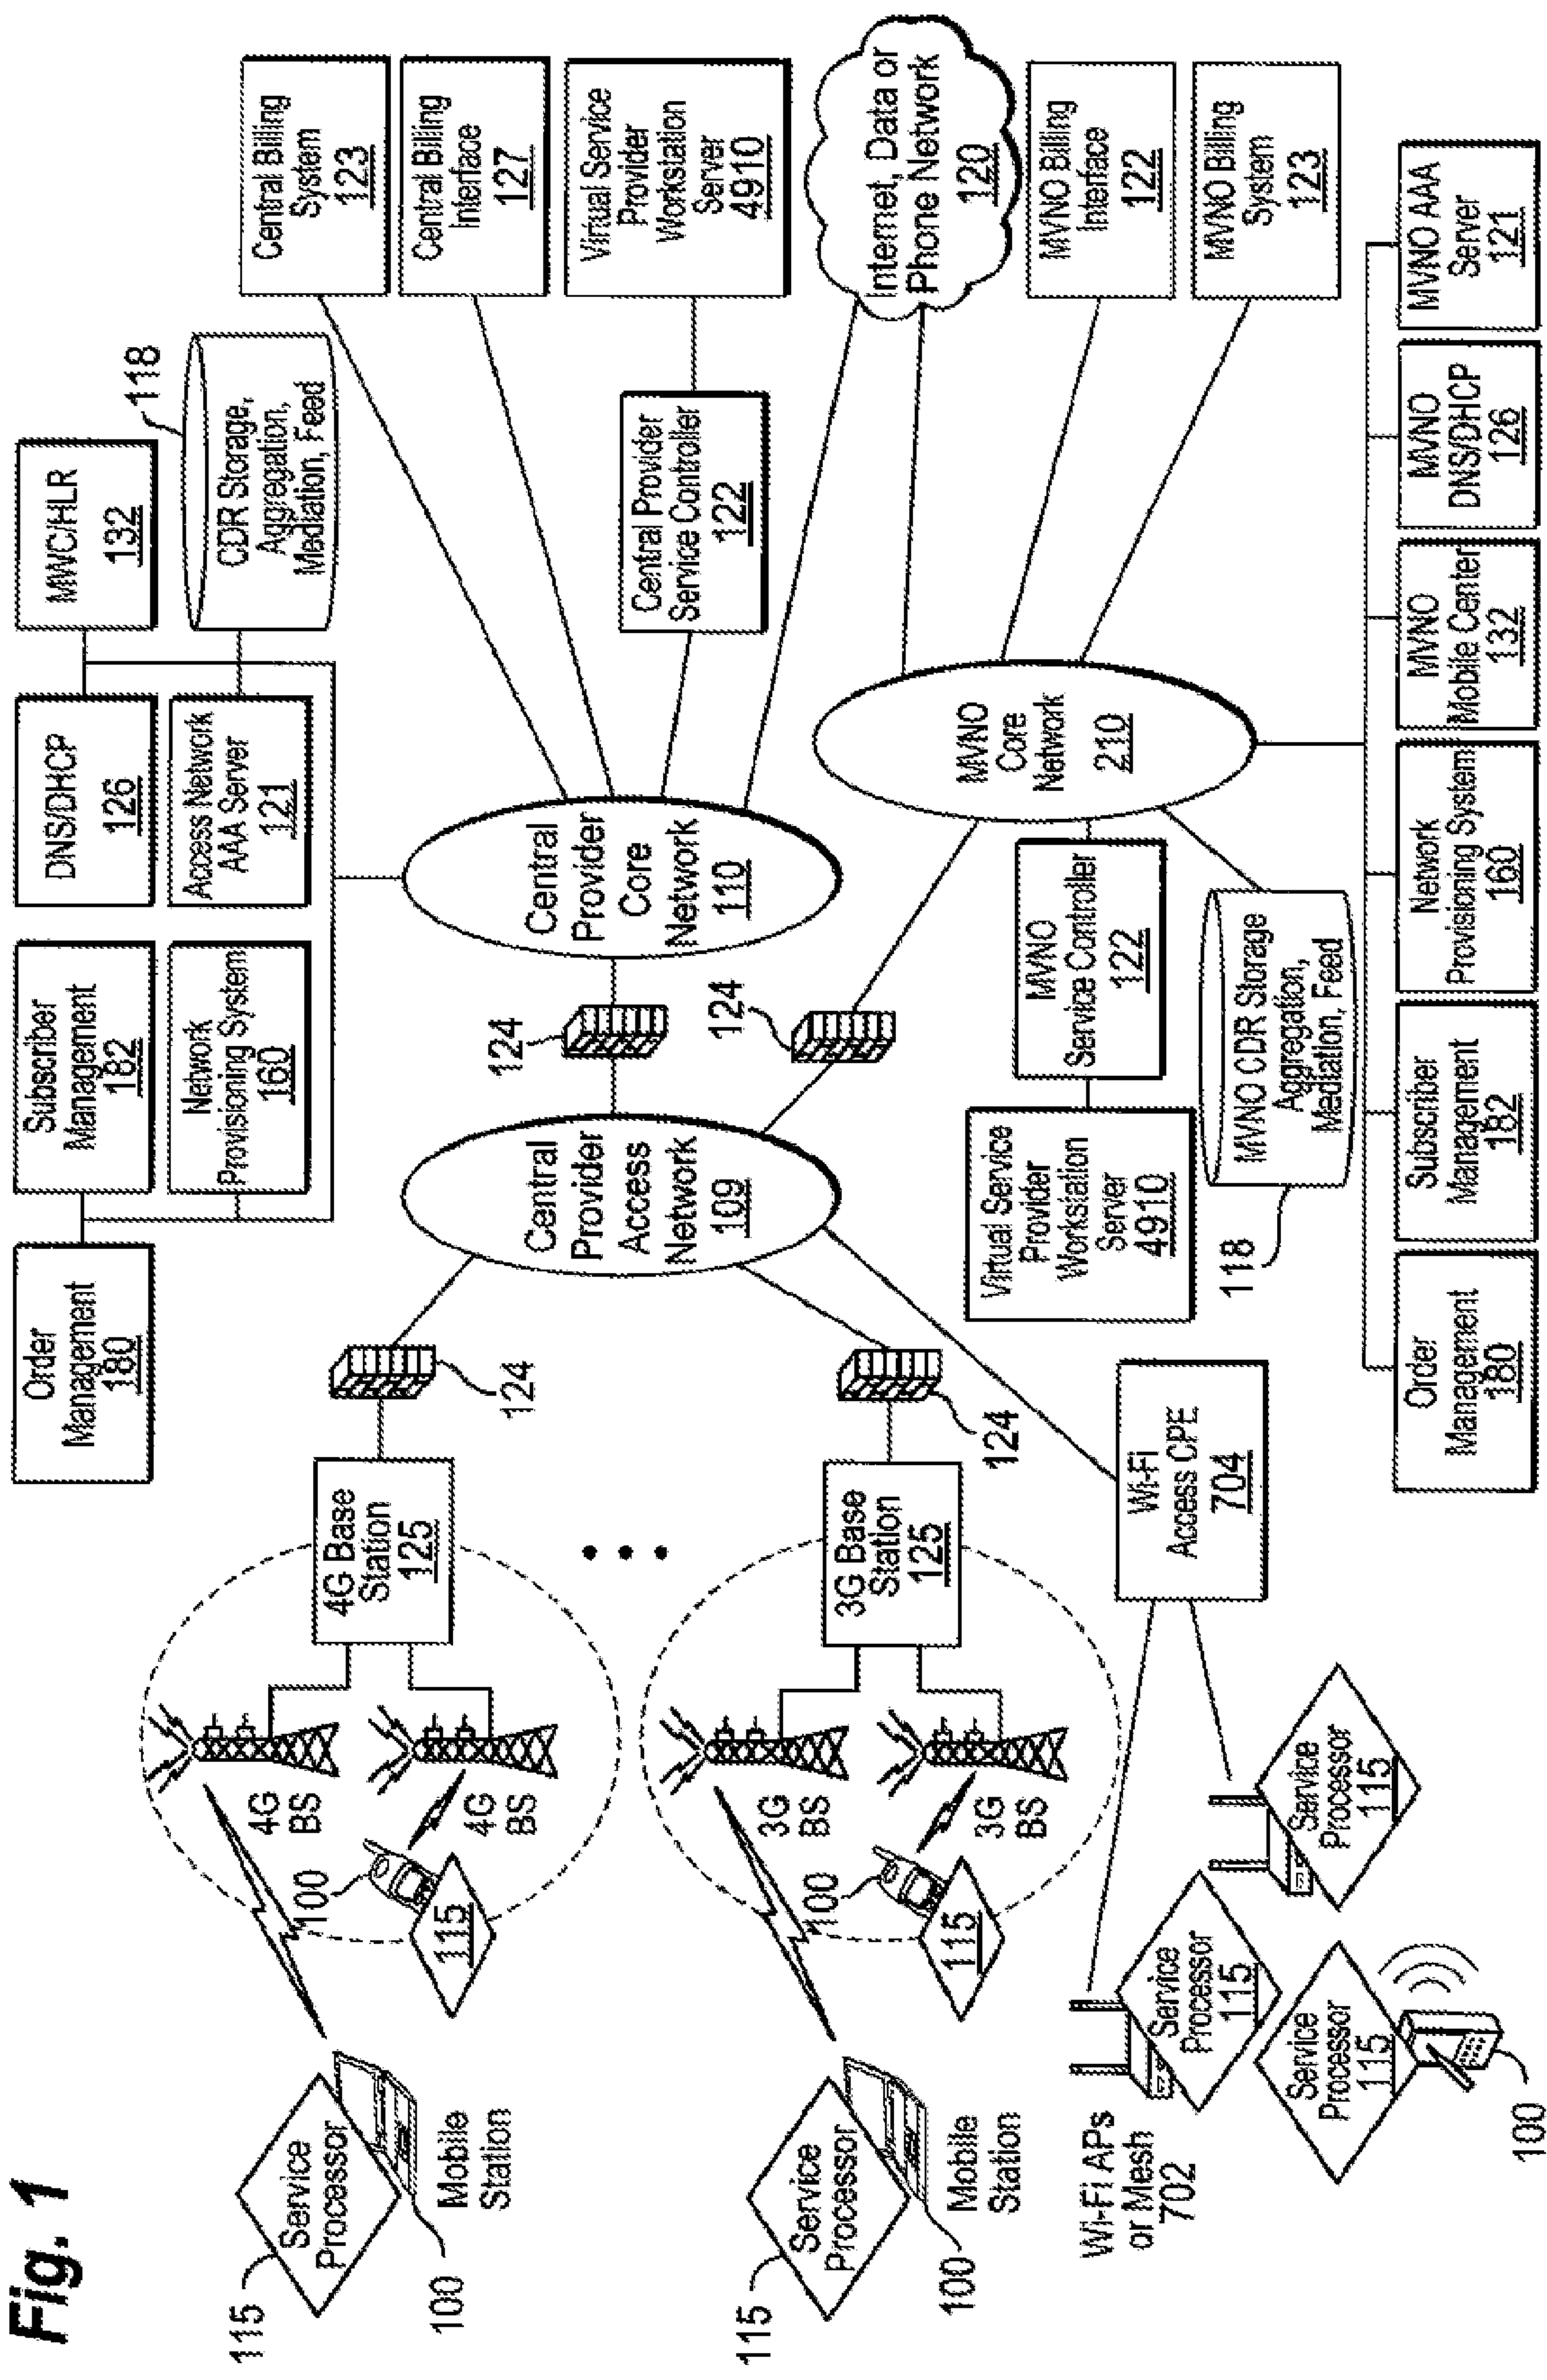 Fig. 1
Order
Management
180
Subscriber
Management
182
DNS/DHCP
126
MWC/HLR
132
Network
Provisioning System
160
Access Network
AAA Server
121
118
CDR Storage,
Aggregation,
Mediation, Feed
Central Billing
System
123
Central Billing
Interface
127
Virtual Service
Provider
Workstation
Server
4910
Central Provider
Service Controller
122
Internet, Data or
Phone Network
120
MVNO Billing
Interface
122
MVNO Billing
System
123
Central
Provider
Core
Network
110
124
Central
Provider
Access
Network
109
124
MVNO
Core
Network
210
MVNO
Service Controller
122
Virtual Service
Provider
Workstation
Server
4910
MVNO CDR Storage
Aggregation,
Mediation, Feed
118
115
Service
Processor
100
Mobile
Station
4G
BS
4G
BS
100
115
4G Base
Station
125
124
115
Service
Processor
100
Mobile
Station
3G
BS
3G
BS
100
115
3G Base
Station
125
124
Wi-Fi
Access CPE
704
Wi-Fi APs
or Mesh
702
Service
Processor
115
Service
Processor
115
Service
Processor
115
100
Order
Management
180
Subscriber
Management
182
Network
Provisioning System
160
MVNO
Mobile Center
132
MVNO
DNS/DHCP
126
MVNO AAA
Server
121